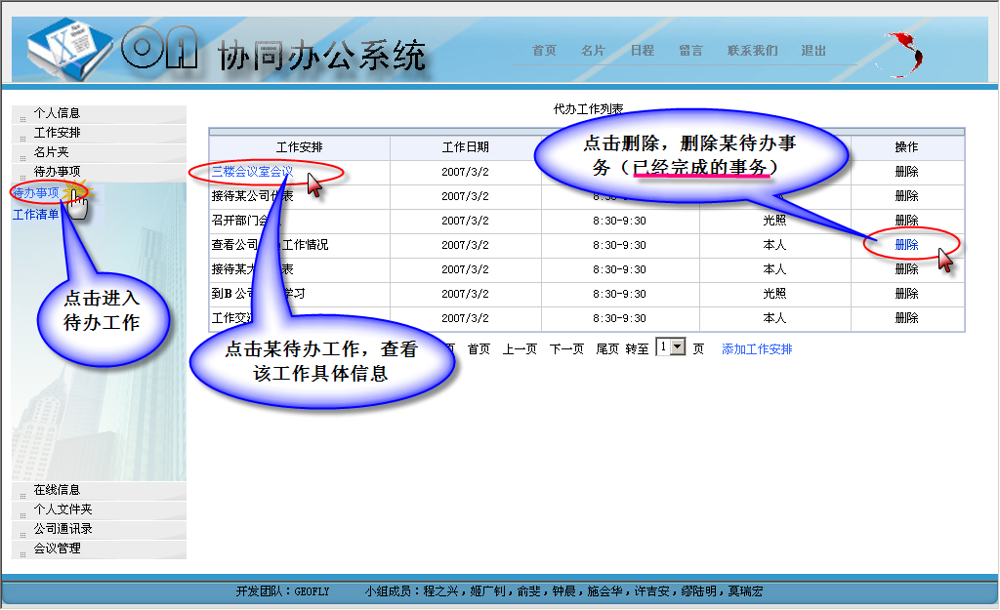 OA 协同办公系统
首页 名片 日程 留言 联系我们 退出
个人信息
工作安排
名片夹
待办事项
待办事项
工作清单
点击进入
待办工作
在线信息
个人文件夹
公司通讯录
会议管理
代办工作列表
工作安排 工作日期 操作
三楼会议室会议 2007/3/2 删除
接待某公司代表 2007/3/2 8:30-9:30 本人 删除
召开部门会 2007/3/2 8:30-9:30 光照 删除
查看公司 工作情况 2007/3/2 8:30-9:30 本人 删除
接待某 表 2007/3/2 8:30-9:30 本人 删除
到B公司 学习 2007/3/2 8:30-9:30 光照 删除
工作交 2007/3/2 8:30-9:30 本人 删除
点击删除，删除某待办事
务（已经完成的事务）
点击某待办工作，查看
该工作具体信息
页 首页 上一页 下一页 尾页 转至 1 页 添加工作安排
开发团队：GEOFLY 小组成员：程之兴，姬广钊，俞斐，钟晨，施会华，许吉安，缪陆明，莫瑞宏